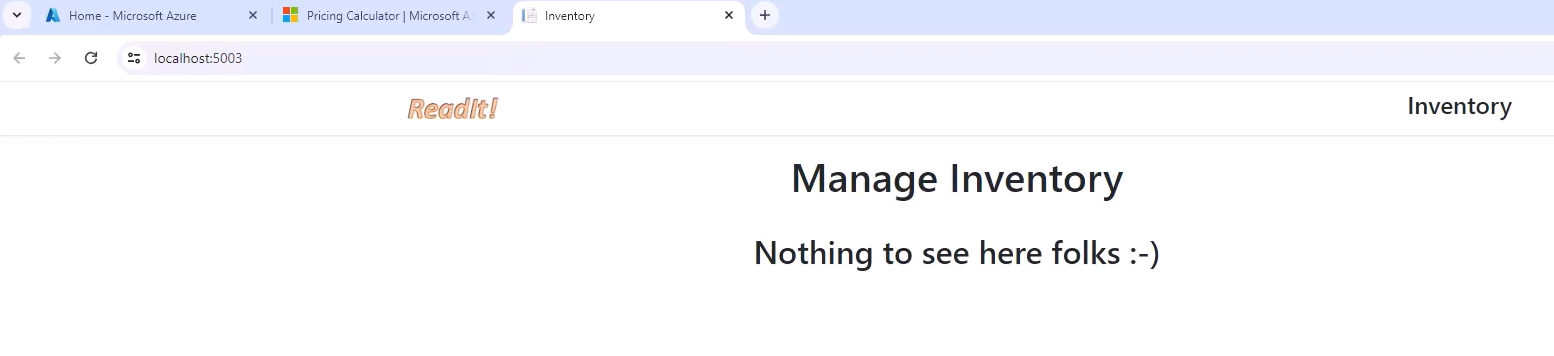 Home - Microsoft Azure
Pricing Calculator | Microsoft A
Inventory
localhost:5003
ReadIt!
Inventory
Manage Inventory
Nothing to see here folks :-)